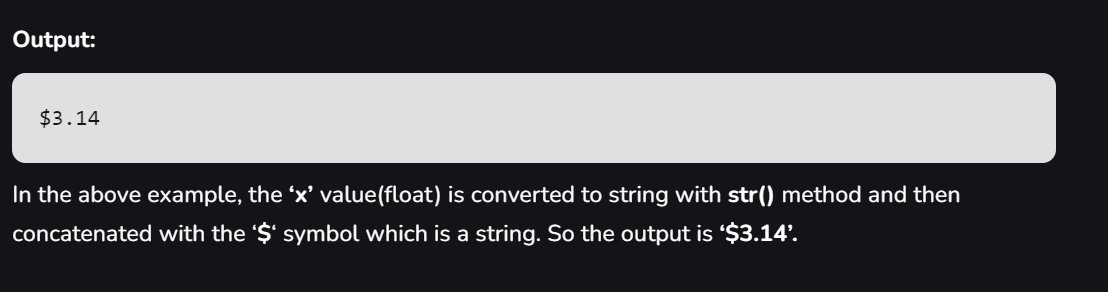 Output:
$3.14
In the above example, the ‘x’ value(float) is converted to string with str() method and then
concatenated with the ‘$‘ symbol which is a string. So the output is ‘$3.14’.